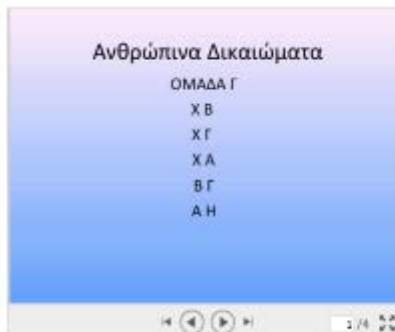 Ανθρώπινα Δικαιώματα
ΟΜΑΔΑ Γ
Χ Β
Χ Γ
Χ Α
Β Γ
Α Η
1 /4